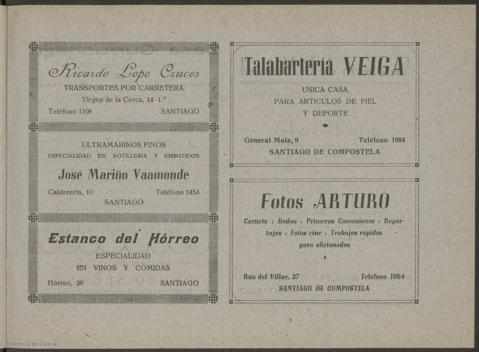 Ricardo Lopo Cruces
TRANSPORTES POR CARRETERA
Virgen de la Cerca, 14-1.º
Teléfono 1108 SANTIAGO
ULTRAMARINOS FINOS
ESPECIALIDAD EN BOTILLERIA Y EMBUTIDOS
José Mariño Vaamonde
Calderería, 10 Teléfono 1454
SANTIAGO
Estanco del Hórreo
ESPECIALIDAD
EN VINOS Y COMIDAS
Hórreo, 26 SANTIAGO
Talabartería VEIGA
UNICA CASA
PARA ARTICULOS DE PIEL
Y DEPORTE
General Mola, 9 Teléfono 1004
SANTIAGO DE COMPOSTELA
Fotos ARTURO
Carnets : Bodas : Primeras Comuniones : Repor-
tajes : Fotos cine : Trabajos rápidos
para aficionados
Rúa del Villar, 27 Teléfono 1064
SANTIAGO DE COMPOSTELA